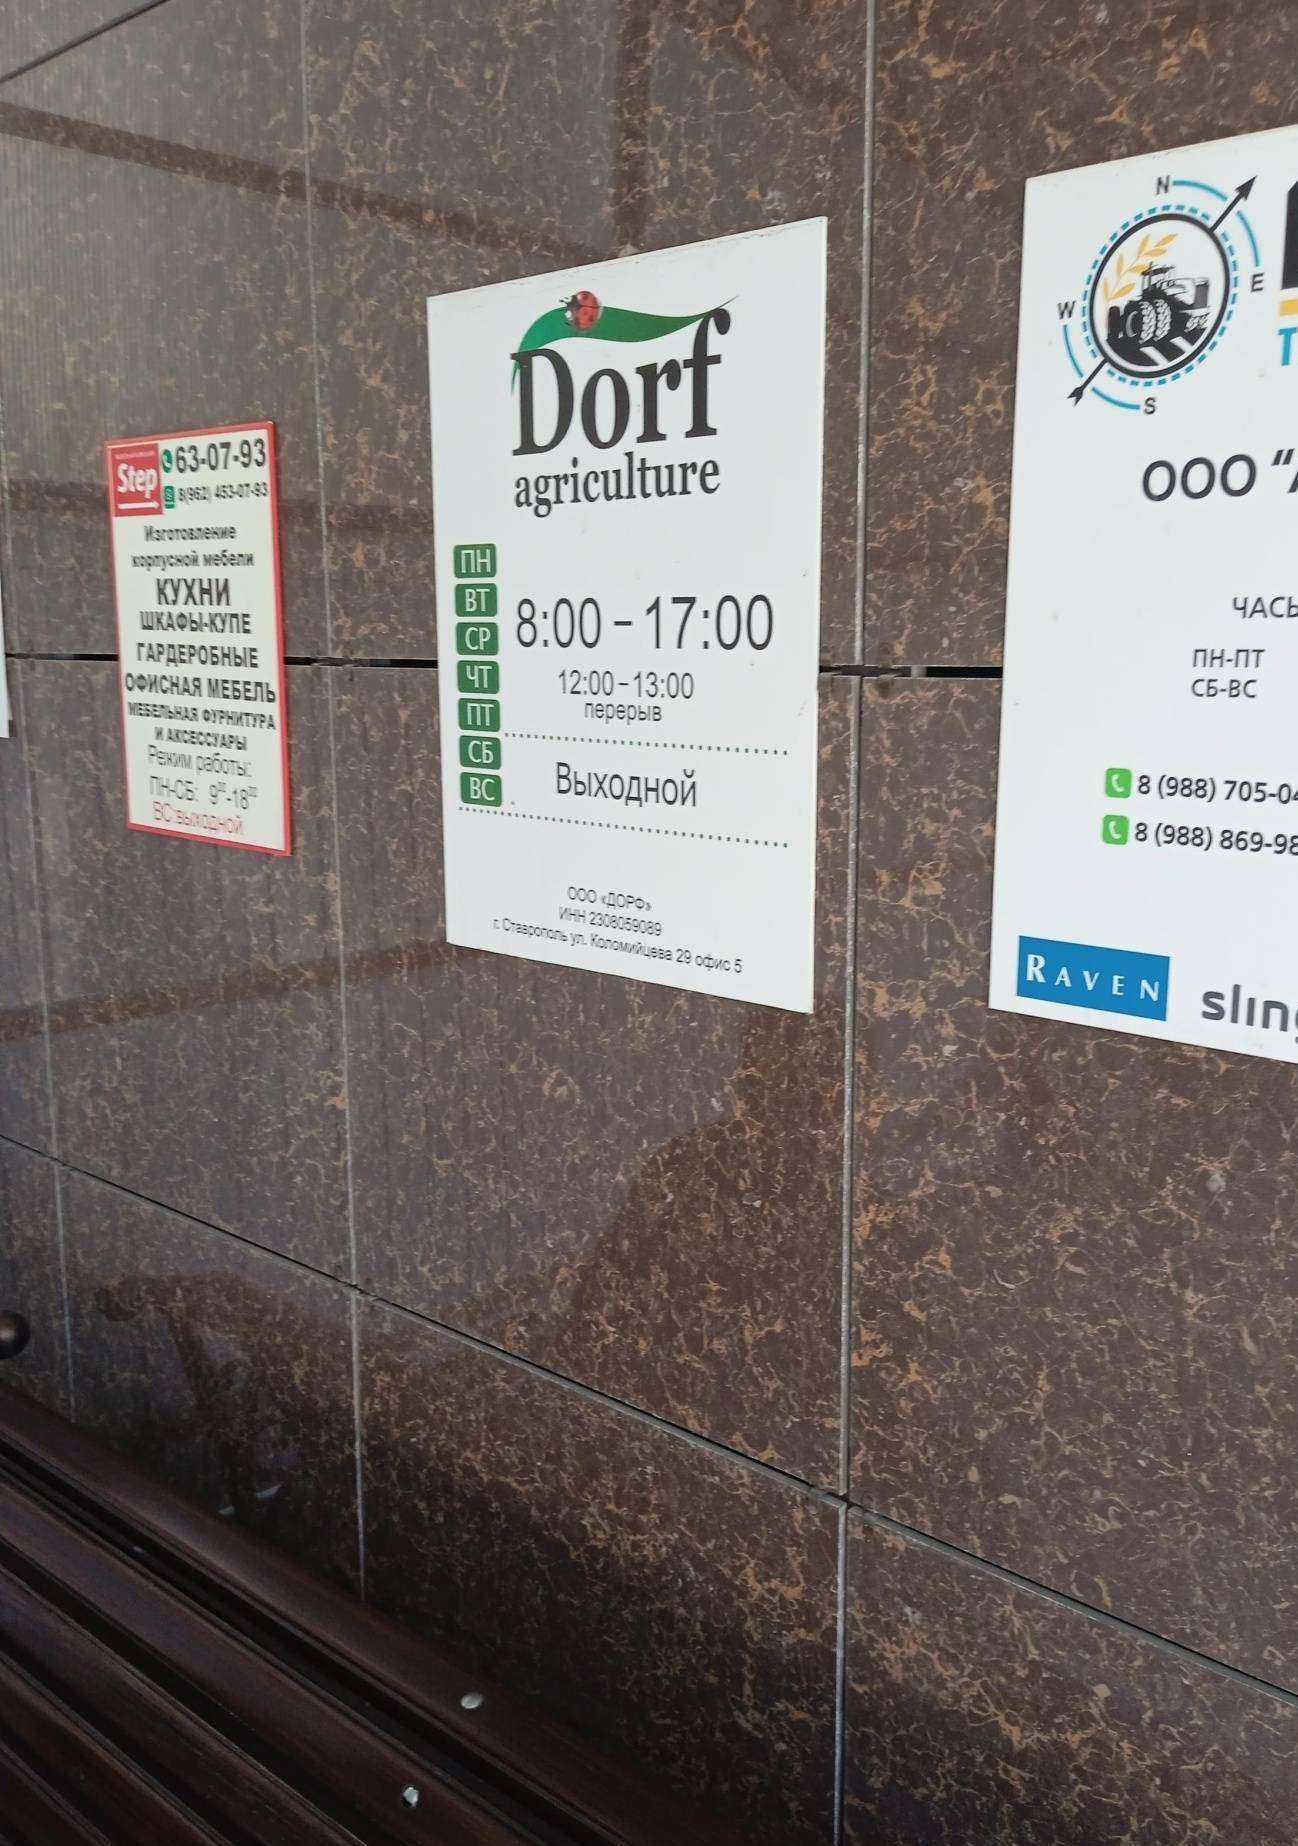 Step
63-07-93
8(962) 453-07-93
Изготовление
корпусной мебели
КУХНИ
ШКАФЫ-КУПЕ
ГАРДЕРОБНЫЕ
ОФИСНАЯ МЕБЕЛЬ
МЕБЕЛЬНАЯ ФУРНИТУРА
И АКСЕССУАРЫ
Режим работы:
ПН-СБ: 9⁰⁰-18⁰⁰
ВС выходной
Dorf
agriculture
ПН
ВТ
СР
ЧТ
ПТ
СБ
ВС
8:00 – 17:00
12:00 – 13:00
перерыв
Выходной
ООО «ДОРФ»
ИНН 2308059089
г. Ставрополь ул. Коломийцева 29 офис 5
N
E
W
S
ООО "
ЧАСЫ
ПН-ПТ
СБ-ВС
8 (988) 705-04
8 (988) 869-98
RAVEN
sling